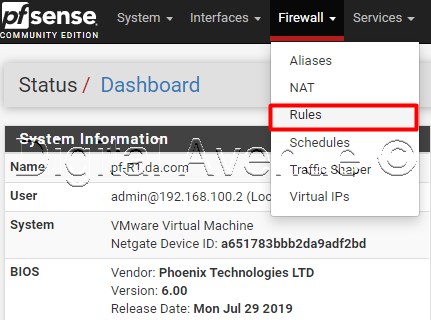 pfsense
COMMUNITY EDITION
System
Interfaces
Firewall
Services
Aliases
NAT
Rules
Schedules
Traffic Shaper
Virtual IPs
Status / Dashboard
System Information
Digital Avenue ©
Name pf-R1.da.com
User admin@192.168.100.2 (Loc
System VMware Virtual Machine
Netgate Device ID: a651783bbb2da9adf2bd
BIOS Vendor: Phoenix Technologies LTD
Version: 6.00
Release Date: Mon Jul 29 2019